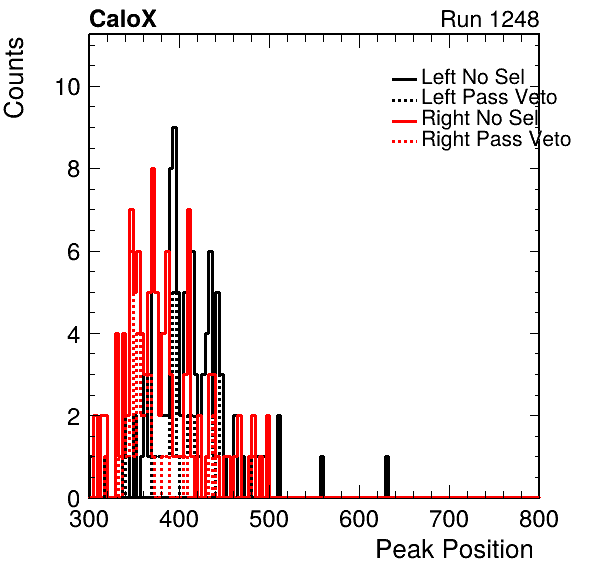 CaloX Run 1248
Counts
Left No Sel
Left Pass Veto
Right No Sel
Right Pass Veto
10
8
6
4
2
0
300 400 500 600 700 800
Peak Position